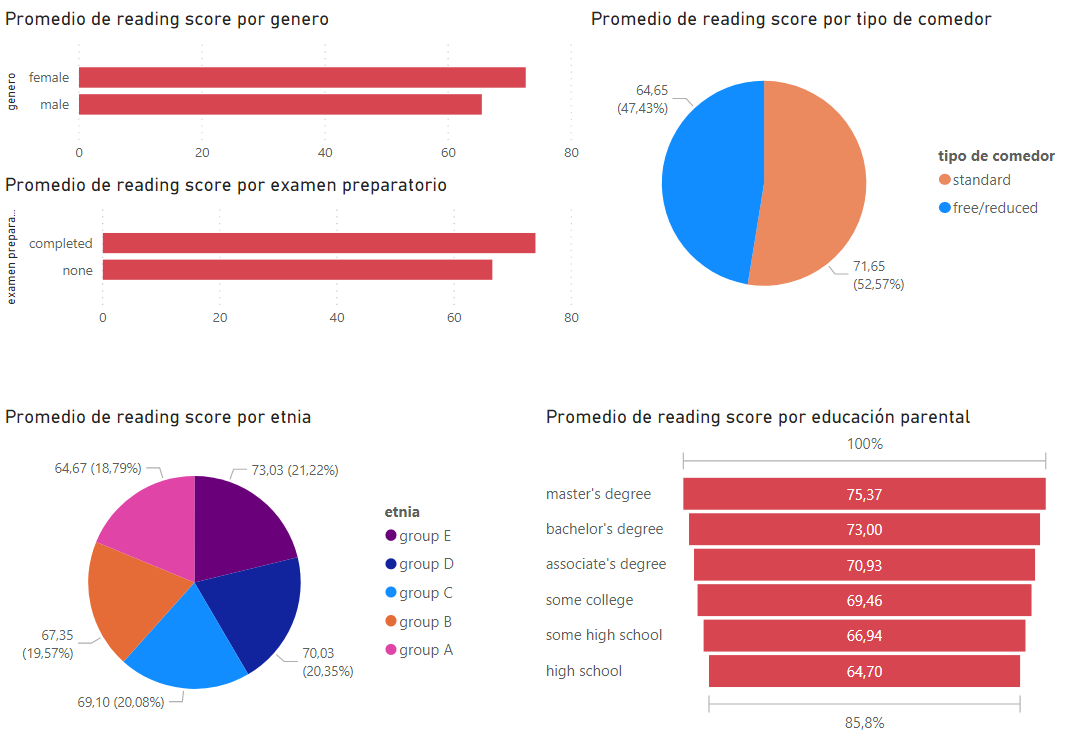 Promedio de reading score por genero
genero
female
male
0 20 40 60 80
Promedio de reading score por examen preparatorio
examen prepara...
completed
none
0 20 40 60 80
Promedio de reading score por tipo de comedor
64,65
(47,43%)
71,65
(52,57%)
tipo de comedor
standard
free/reduced
Promedio de reading score por etnia
64,67 (18,79%)
73,03 (21,22%)
67,35
(19,57%)
70,03
(20,35%)
69,10 (20,08%)
etnia
group E
group D
group C
group B
group A
Promedio de reading score por educación parental
100%
master's degree 75,37
bachelor's degree 73,00
associate's degree 70,93
some college 69,46
some high school 66,94
high school 64,70
85,8%